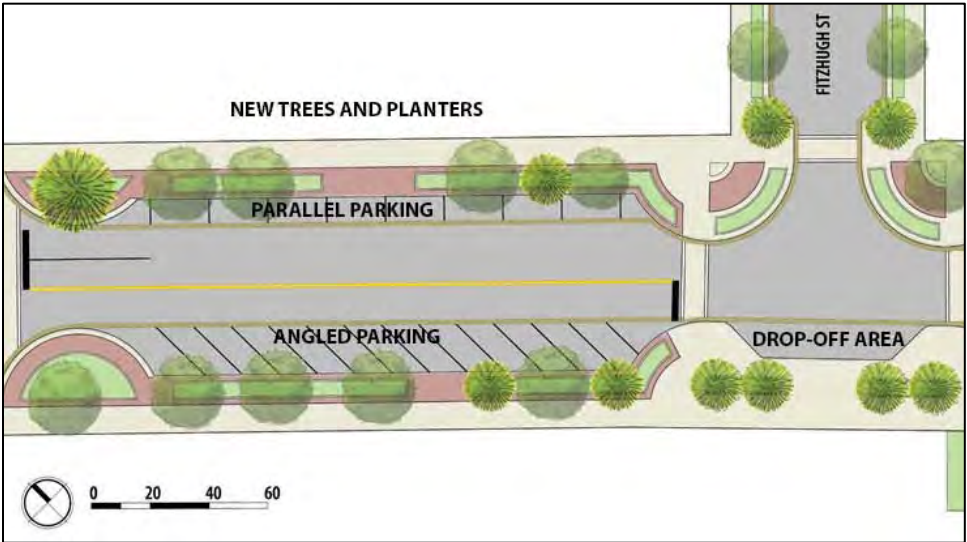 FITZHUGH ST
NEW TREES AND PLANTERS
PARALLEL PARKING
ANGLED PARKING
DROP-OFF AREA
0 20 40 60